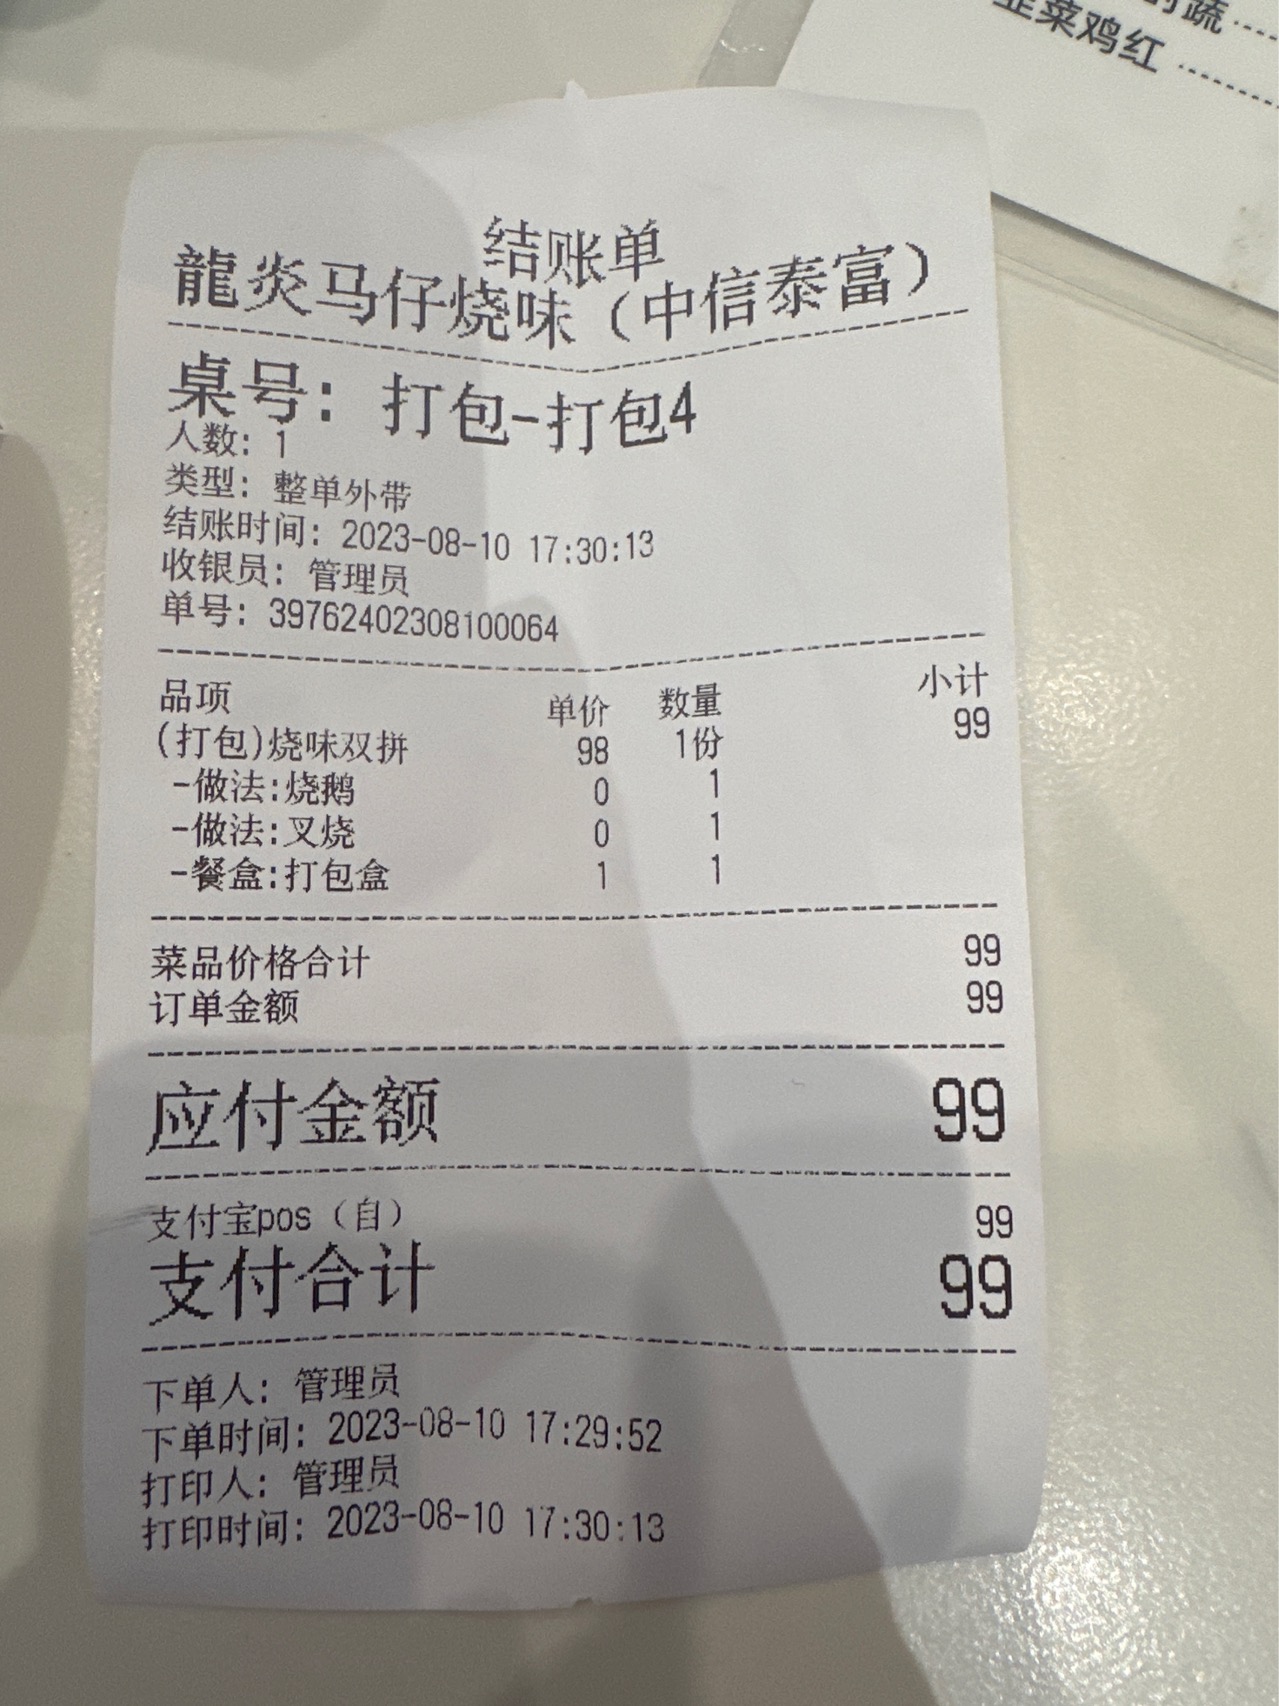 时蔬
韭菜鸡红
结账单
龍炎马仔烧味（中信泰富）
桌号：打包-打包4
人数：1
类型：整单外带
结账时间：2023-08-10 17:30:13
收银员：管理员
单号：39762402308100064
品项 单价 数量 小计
(打包)烧味双拼 98 1份 99
-做法:烧鹅 0 1
-做法:叉烧 0 1
-餐盒:打包盒 1 1
菜品价格合计 99
订单金额 99
应付金额 99
支付宝pos（自） 99
支付合计 99
下单人：管理员
下单时间：2023-08-10 17:29:52
打印人：管理员
打印时间：2023-08-10 17:30:13